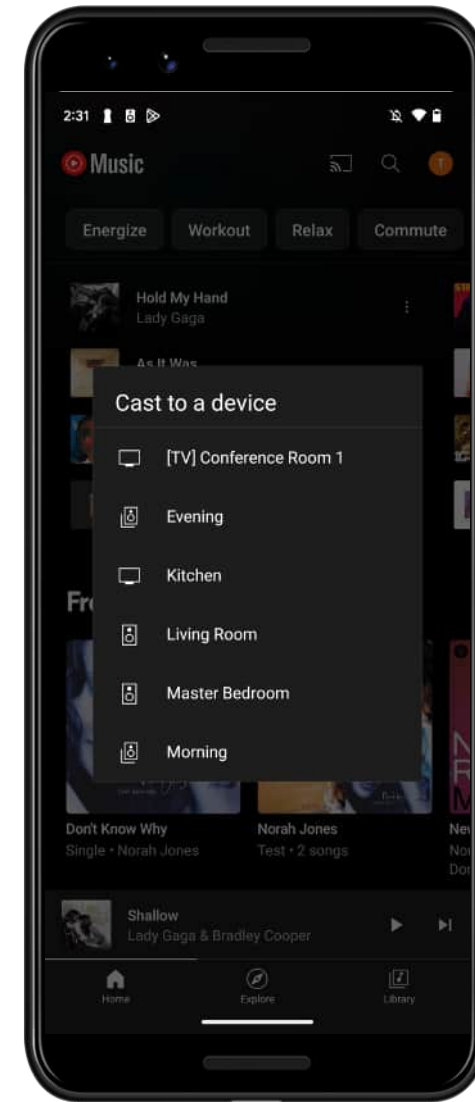 2:31
Music
Energize Workout Relax Commute
Hold My Hand
Lady Gaga
As It Was
Cast to a device
[TV] Conference Room 1
Evening
Kitchen
Living Room
Master Bedroom
Morning
Don't Know Why
Single • Norah Jones
Norah Jones
Test • 2 songs
Shallow
Lady Gaga & Bradley Cooper
Home
Explore
Library